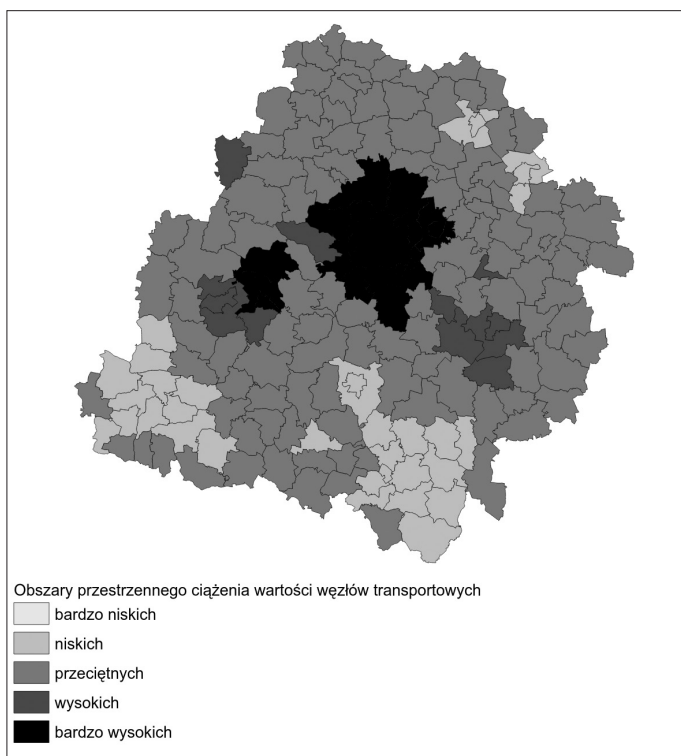 Obszary przestrzennego ciążenia wartości węzłów transportowych
bardzo niskich
niskich
przeciętnych
wysokich
bardzo wysokich